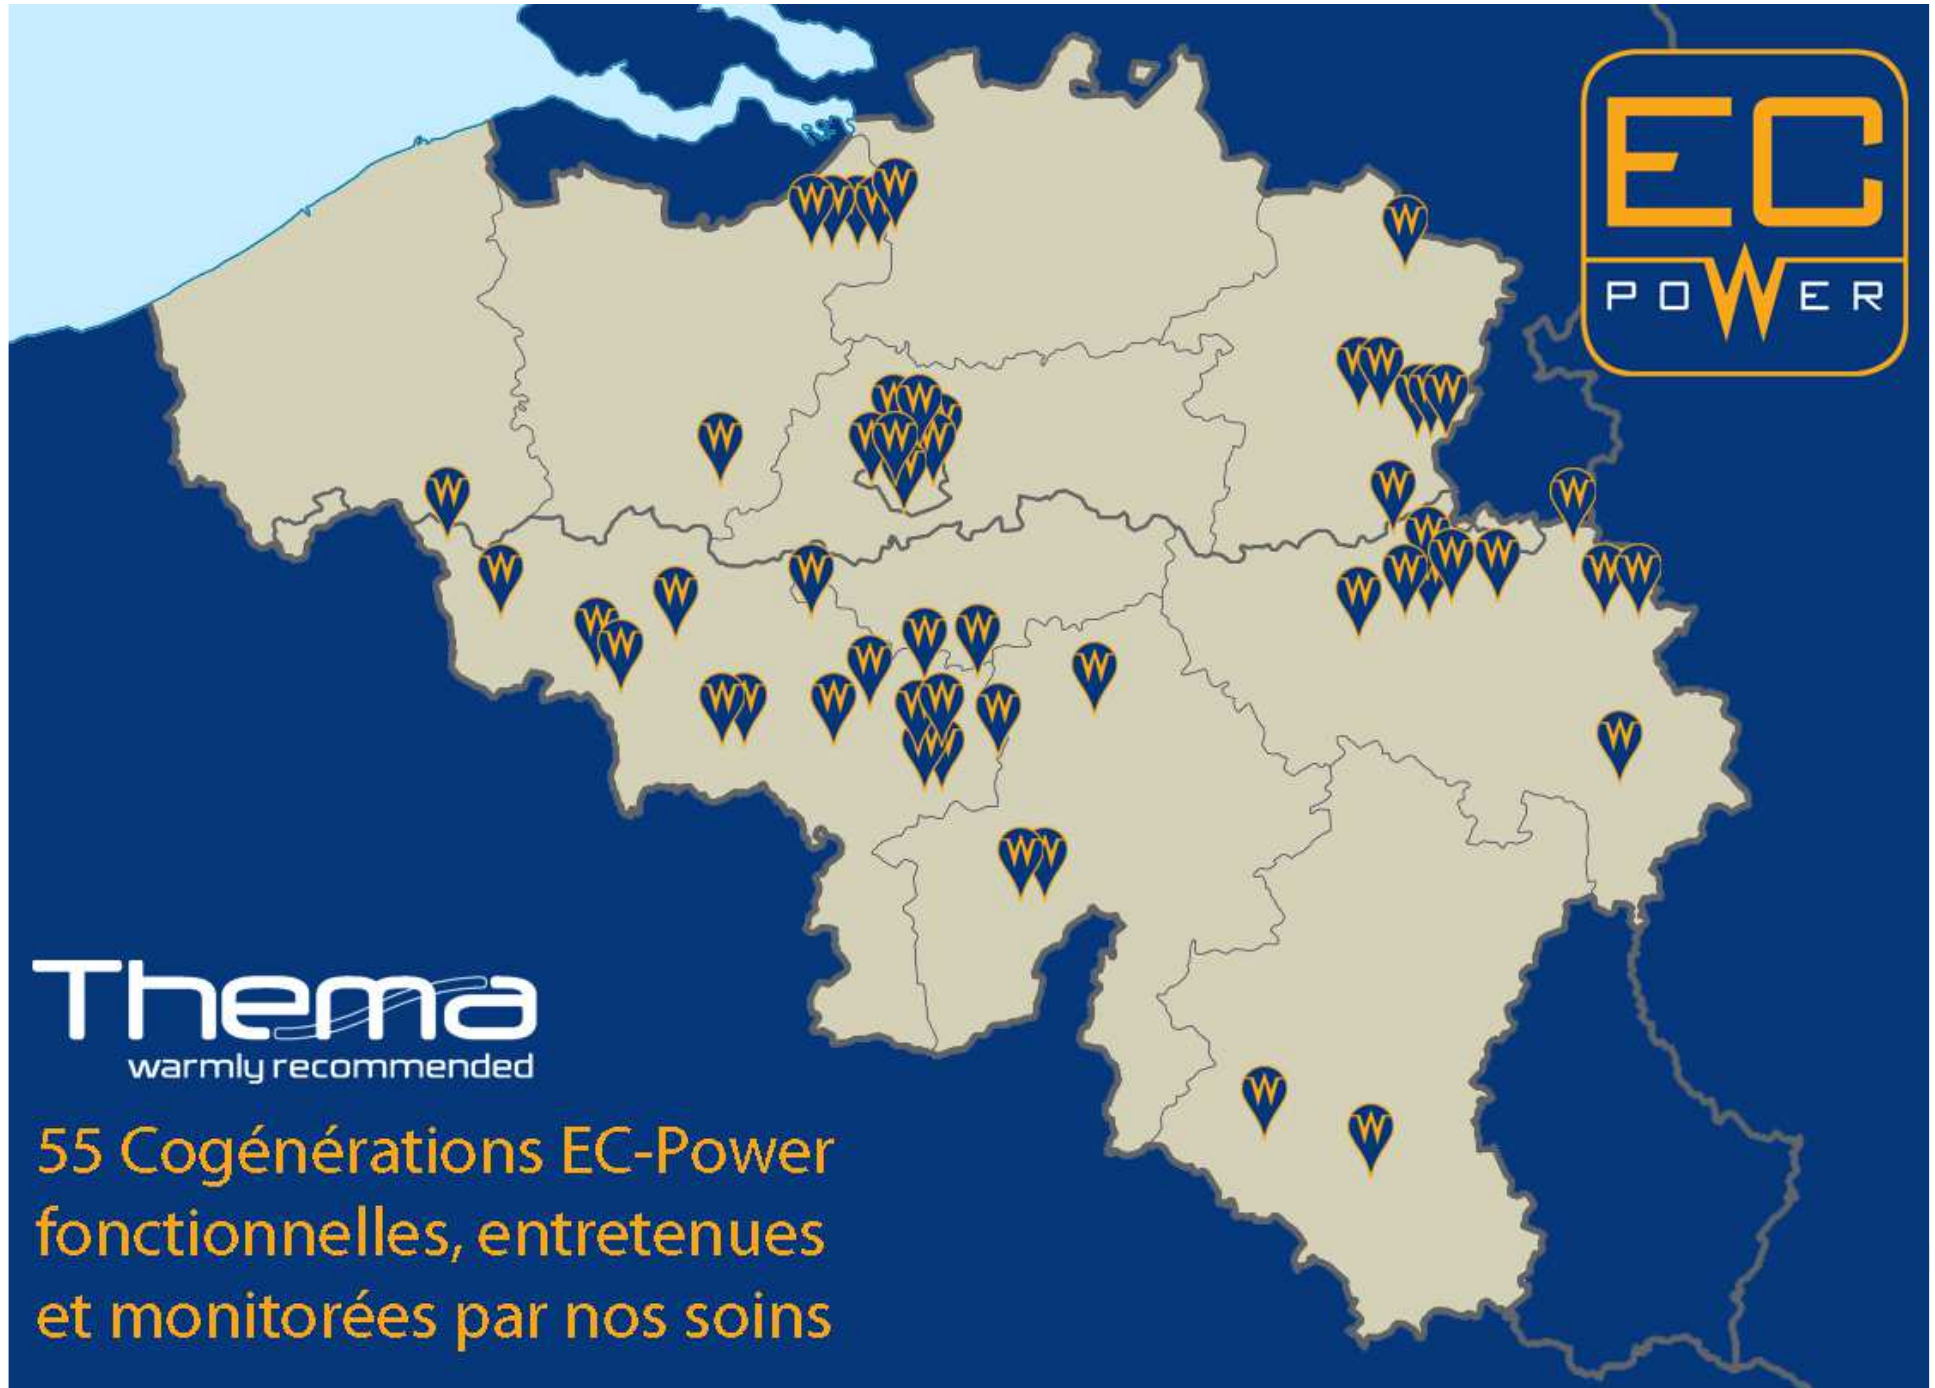 EC
POWER
Thema
warmly recommended
55 Cogénérations EC-Power
fonctionnelles, entretenues
et monitorées par nos soins